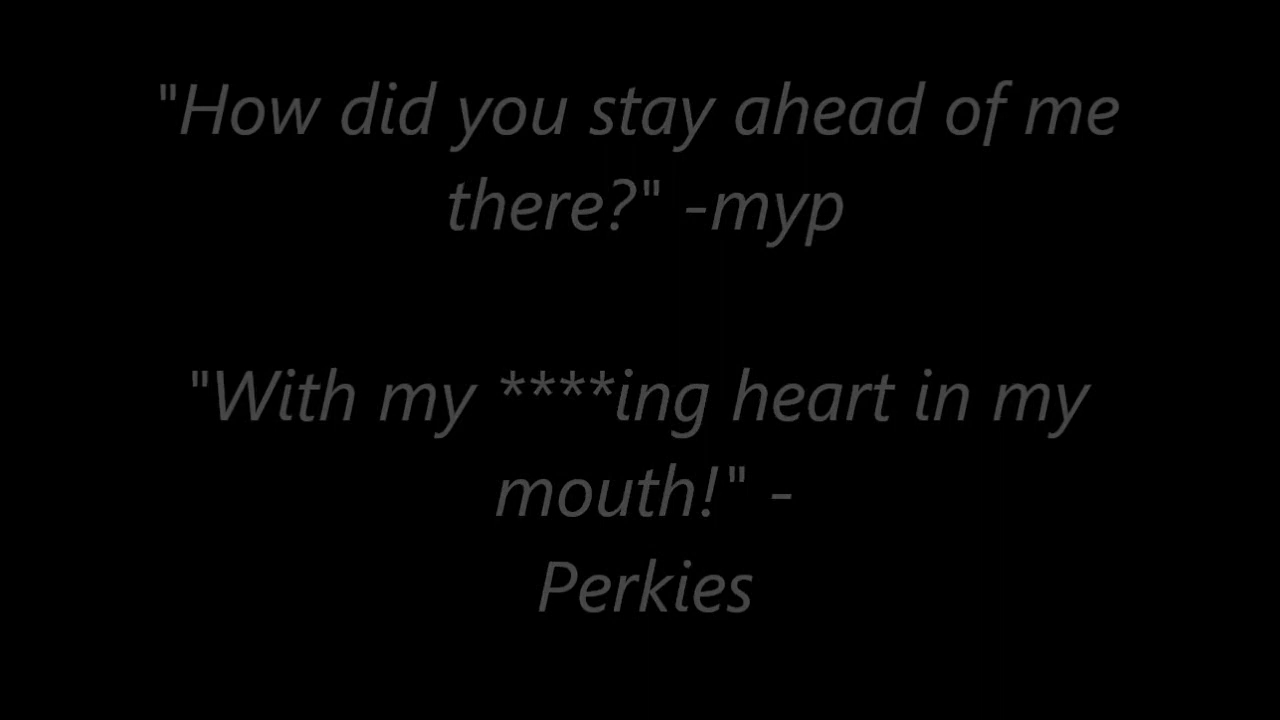 "How did you stay ahead of me
there?" -myp
"With my ****ing heart in my
mouth!" -
Perkies